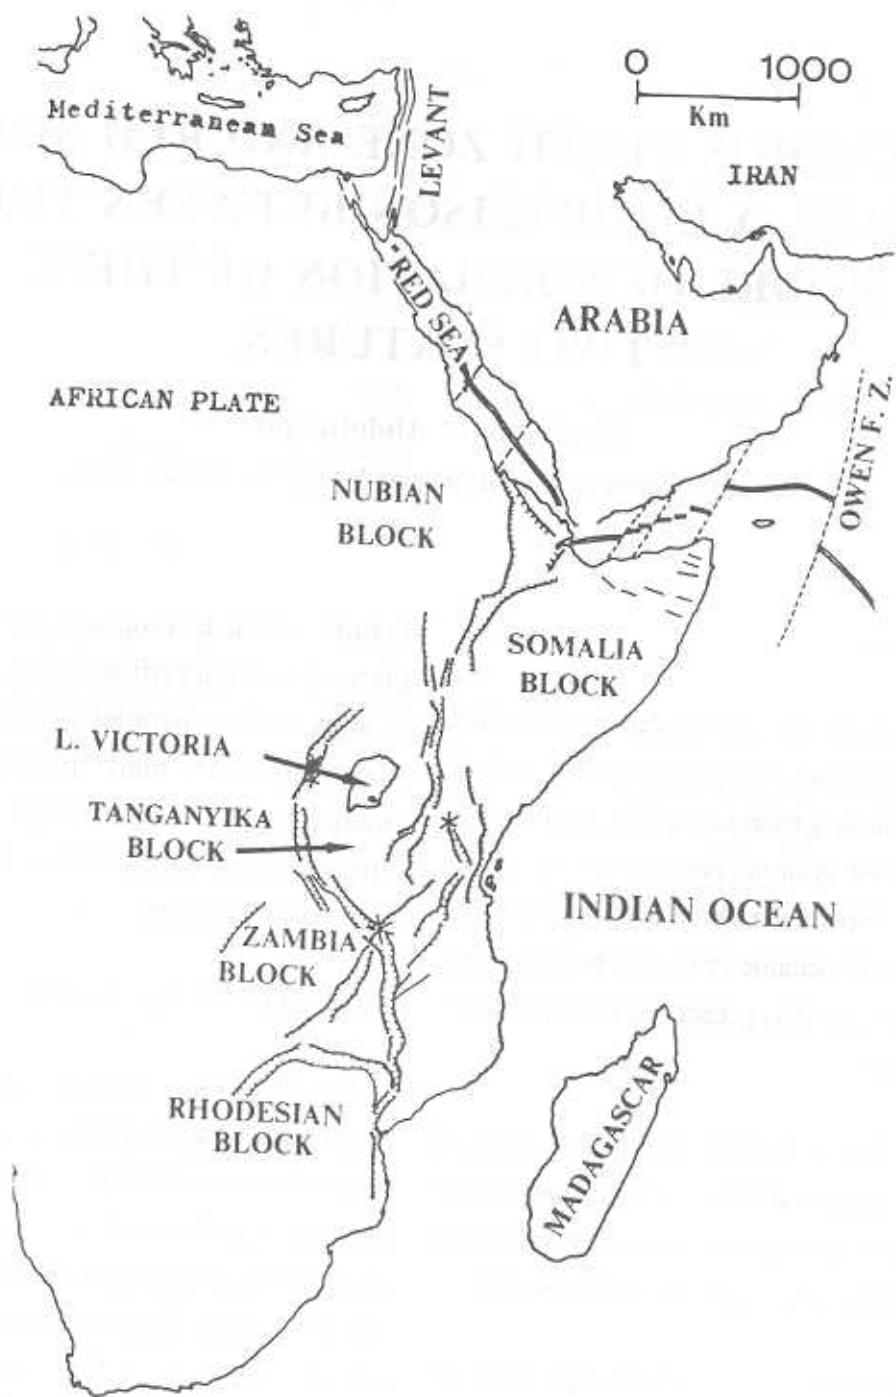 0 1000
Km
Mediterranean Sea
LEVANT
IRAN
RED SEA
ARABIA
AFRICAN PLATE
OWEN F. Z.
NUBIAN
BLOCK
SOMALIA
BLOCK
L. VICTORIA
TANGANYIKA
BLOCK
INDIAN OCEAN
ZAMBIA
BLOCK
RHODESIAN
BLOCK
MADAGASCAR